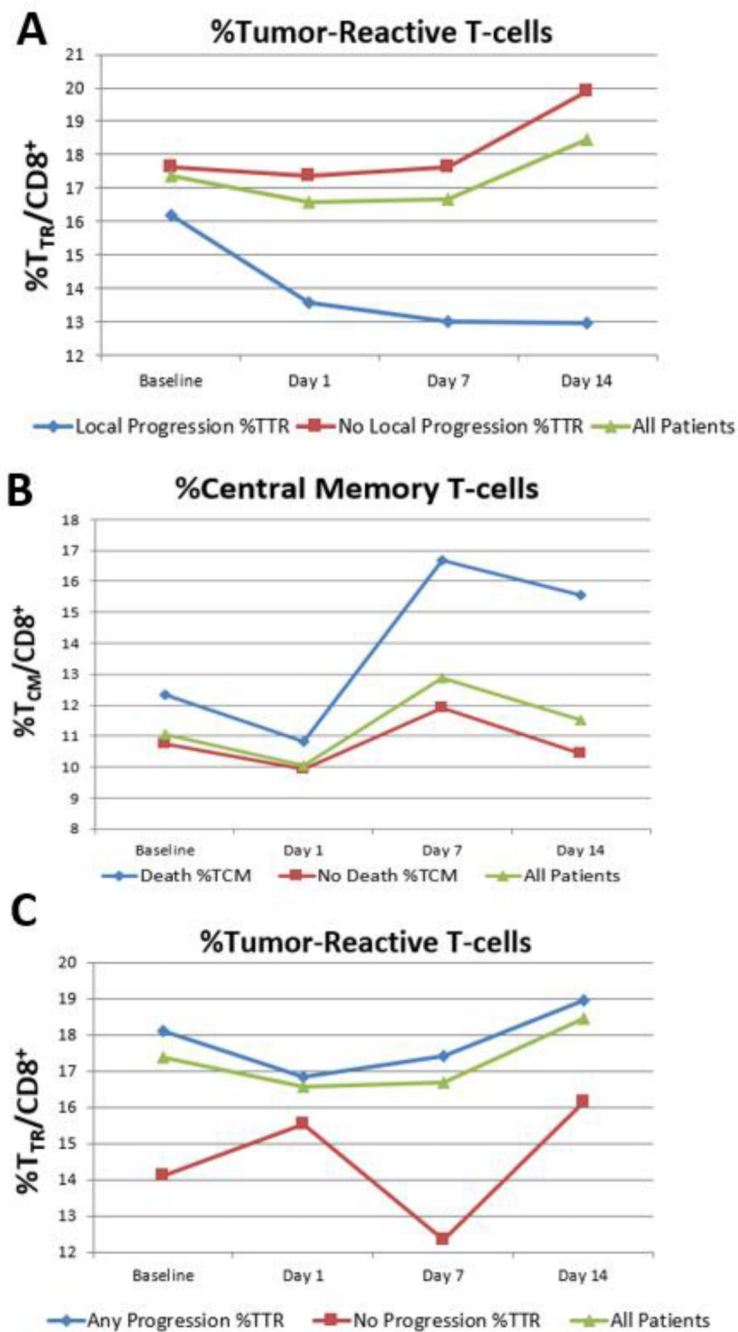 A
%Tumor-Reactive T-cells
%TTR/CD8+
20
19
18
17
16
15
14
13
12
Baseline Day 1 Day 7 Day 14
Local Progression %TTR No Local Progression %TTR All Patients
B
%Central Memory T-cells
%TCM/CD8+
18
17
16
15
14
13
12
11
10
9
8
Baseline Day 1 Day 7 Day 14
Death %TCM No Death %TCM All Patients
C
%Tumor-Reactive T-cells
%TTR/CD8+
20
19
18
17
16
15
14
13
12
Baseline Day 1 Day 7 Day 14
Any Progression %TTR No Progression %TTR All Patients